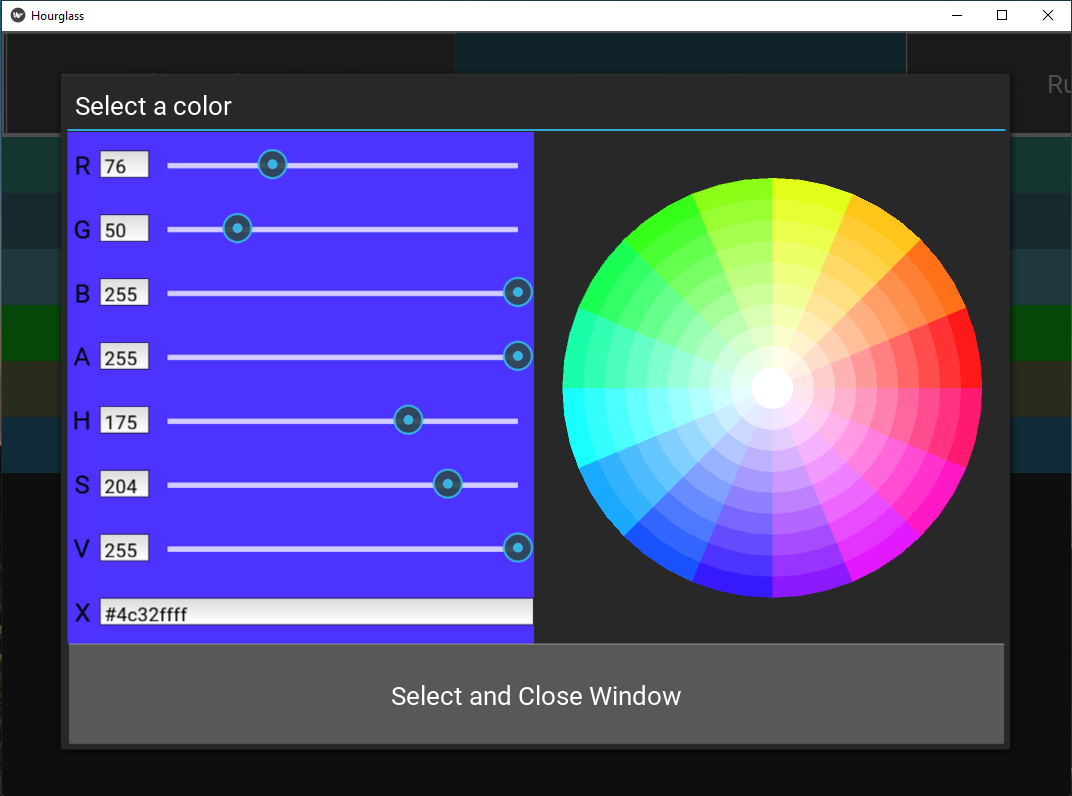 Hourglass
Ru
Select a color
R 76
G 50
B 255
A 255
H 175
S 204
V 255
X #4c32ffff
Select and Close Window